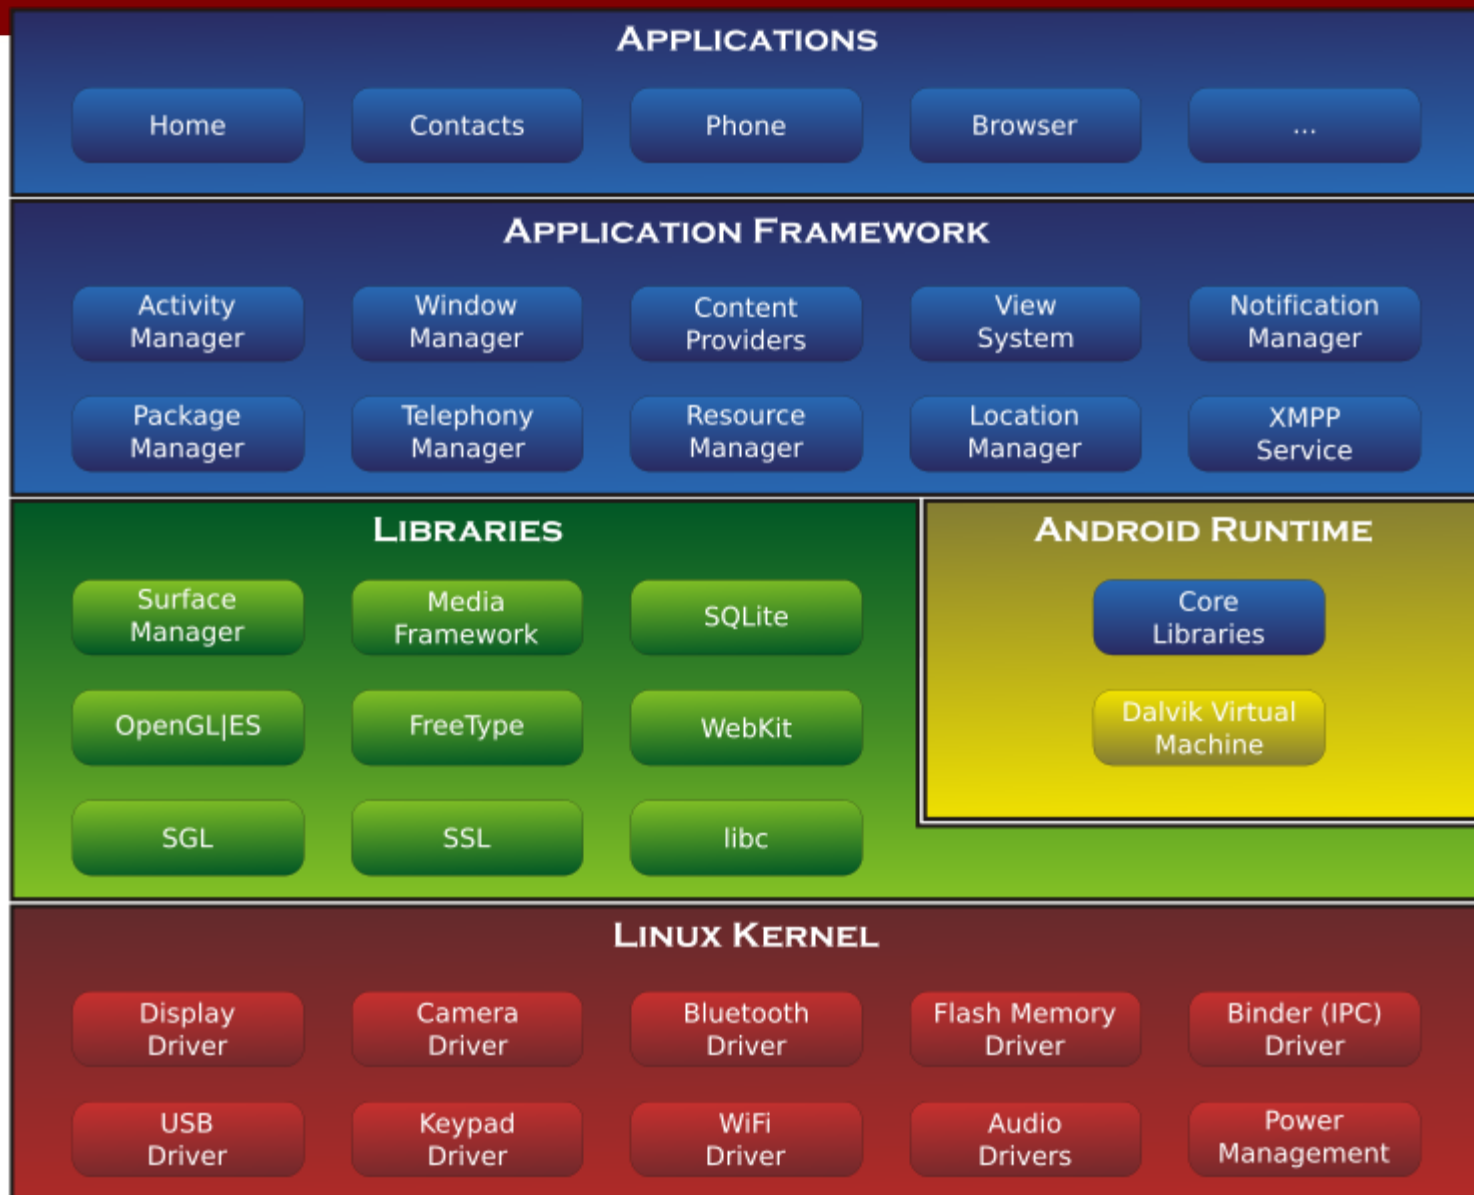 APPLICATIONS
Home
Contacts
Phone
Browser
...
APPLICATION FRAMEWORK
Activity
Manager
Window
Manager
Content
Providers
View
System
Notification
Manager
Package
Manager
Telephony
Manager
Resource
Manager
Location
Manager
XMPP
Service
LIBRARIES
Surface
Manager
Media
Framework
SQLite
OpenGL|ES
FreeType
WebKit
SGL
SSL
libc
ANDROID RUNTIME
Core
Libraries
Dalvik Virtual
Machine
LINUX KERNEL
Display
Driver
Camera
Driver
Bluetooth
Driver
Flash Memory
Driver
Binder (IPC)
Driver
USB
Driver
Keypad
Driver
WiFi
Driver
Audio
Drivers
Power
Management